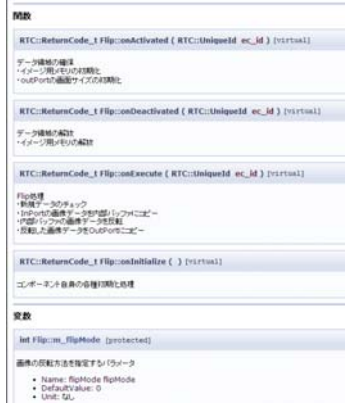 関数
RTC::ReturnCode_t Flip::onActivated ( RTC::UniqueId ec_id ) [virtual]
データ領域の確保
・イメージ用メモリの初期化
・outPortの画面サイズの初期化
RTC::ReturnCode_t Flip::onDeactivated ( RTC::UniqueId ec_id ) [virtual]
データ領域の解放
・イメージ用メモリの解放
RTC::ReturnCode_t Flip::onExecute ( RTC::UniqueId ec_id ) [virtual]
Flip処理
・新規データのチェック
・InPortの画像データを内部バッファにコピー
・内部バッファの画像データを反転
・反転した画像データをOutPortにコピー
RTC::ReturnCode_t Flip::onInitialize ( ) [virtual]
コンポーネント自身の各種初期化処理
変数
int Flip::m_flipMode [protected]
画像の反転方法を指定するパラメータ
• Name: flipMode flipMode
• DefaultValue: 0
• Unit: なし